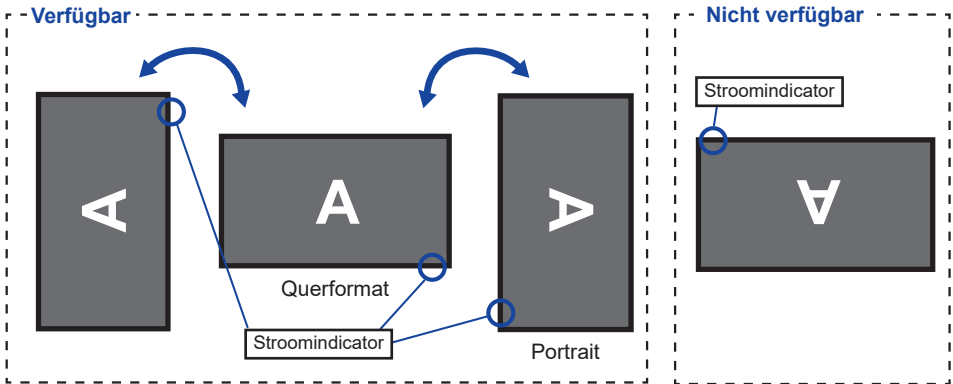 Verfügbar
Nicht verfügbar
Stroomindicator
A
A
A
A
Querformat
Stroomindicator
Portrait